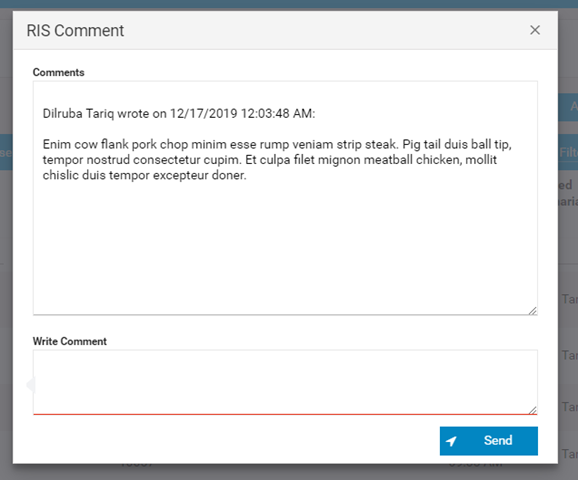 RIS Comment
Comments
Dilruba Tariq wrote on 12/17/2019 12:03:48 AM:
Enim cow flank pork chop minim esse rump veniam strip steak. Pig tail duis ball tip,
tempor nostrud consectetur cupim. Et culpa filet mignon meatball chicken, mollit
chislic duis tempor excepteur doner.
Write Comment
Send